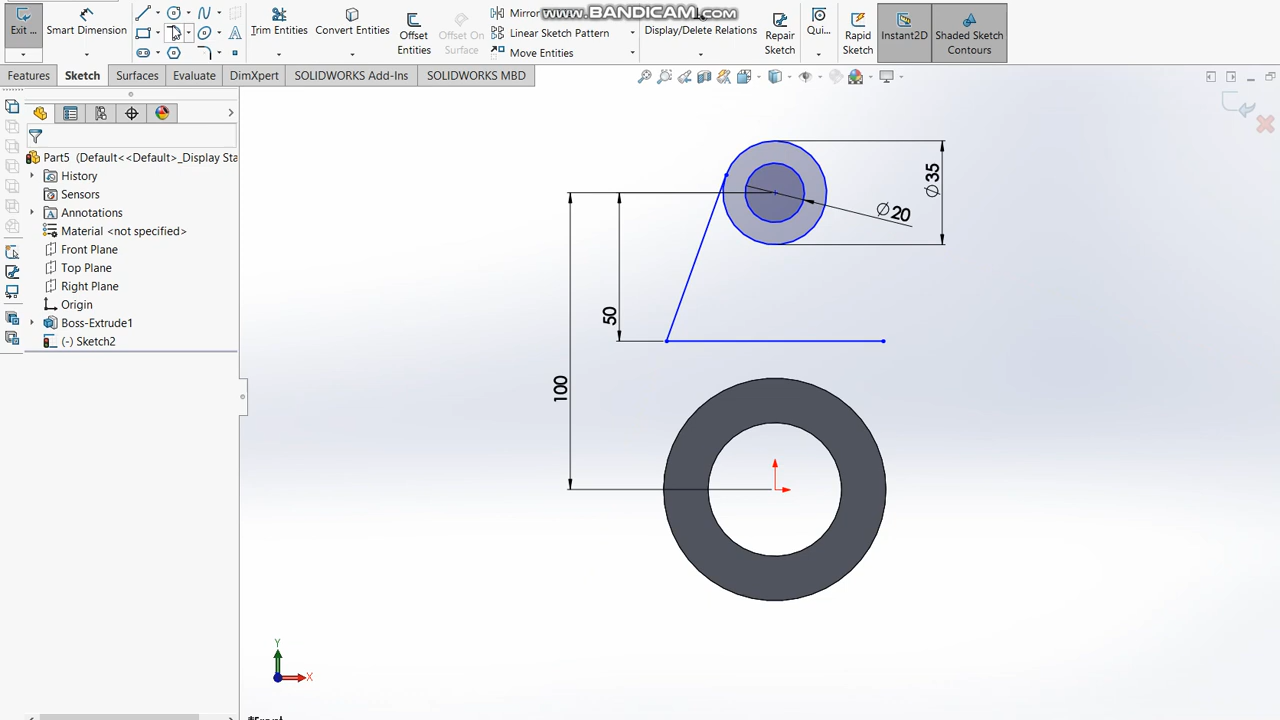 www.BANDICAM.com
Exit ...
Smart Dimension
Trim Entities
Convert Entities
Offset
Entities
Offset On
Surface
Mirror
Linear Sketch Pattern
Move Entities
Display/Delete Relations
Repair
Sketch
Qui...
Rapid
Sketch
Instant2D
Shaded Sketch
Contours
Features
Sketch
Surfaces
Evaluate
DimXpert
SOLIDWORKS Add-Ins
SOLIDWORKS MBD
Part5 (Default<<Default>_Display Sta
History
Sensors
Annotations
Material <not specified>
Front Plane
Top Plane
Right Plane
Origin
Boss-Extrude1
(-) Sketch2
∅35
∅20
50
100
Y
X
*Front